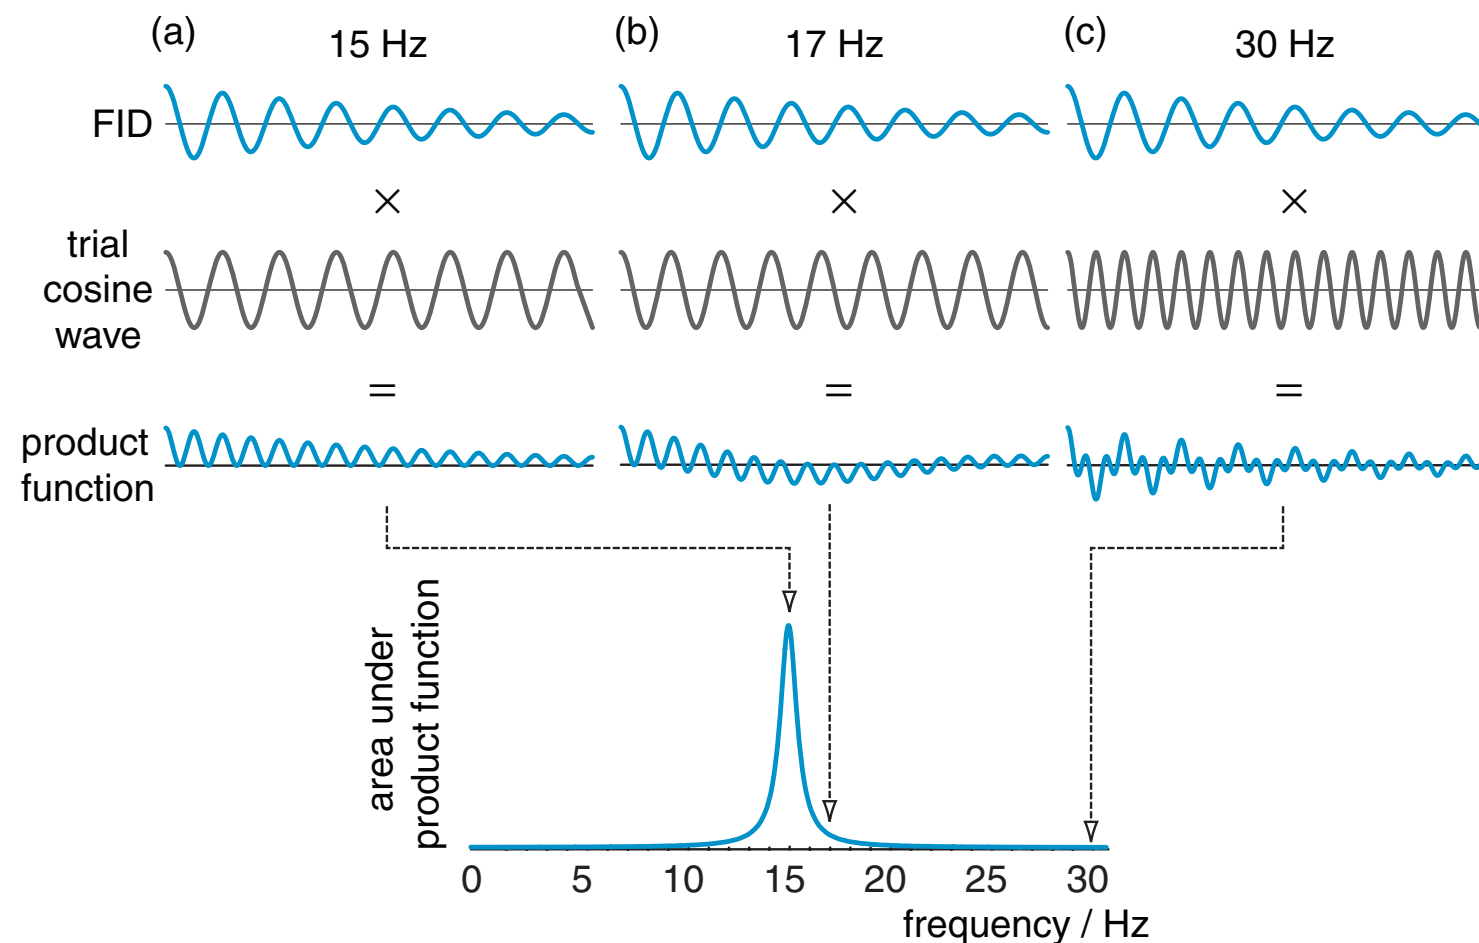 (a) 15 Hz (b) 17 Hz (c) 30 Hz
FID
× × ×
trial
cosine
wave
= = =
product
function
area under
product function
0 5 10 15 20 25 30
frequency / Hz